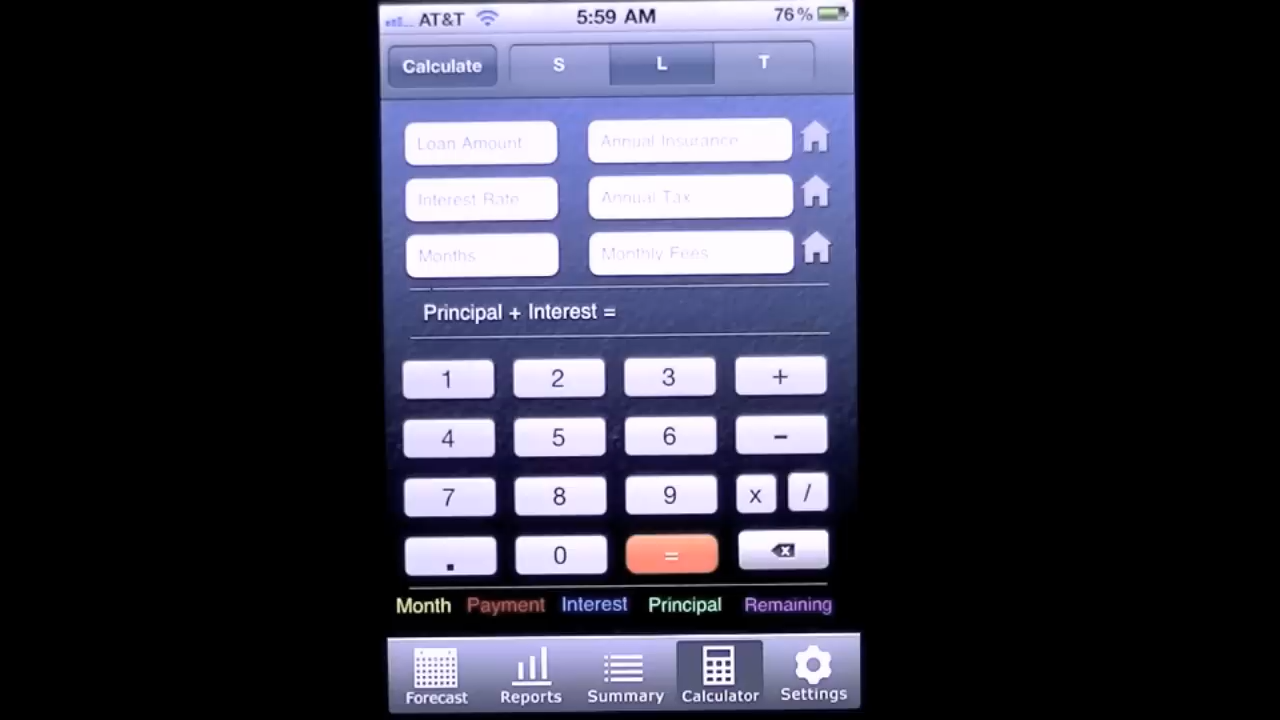 AT&T 5:59 AM 76%
Calculate S L T
Loan Amount Annual Insurance
Interest Rate Annual Tax
Months Monthly Fees
Principal + Interest =
1 2 3 +
4 5 6 -
7 8 9 x /
. 0 =
Month Payment Interest Principal Remaining
Forecast Reports Summary Calculator Settings